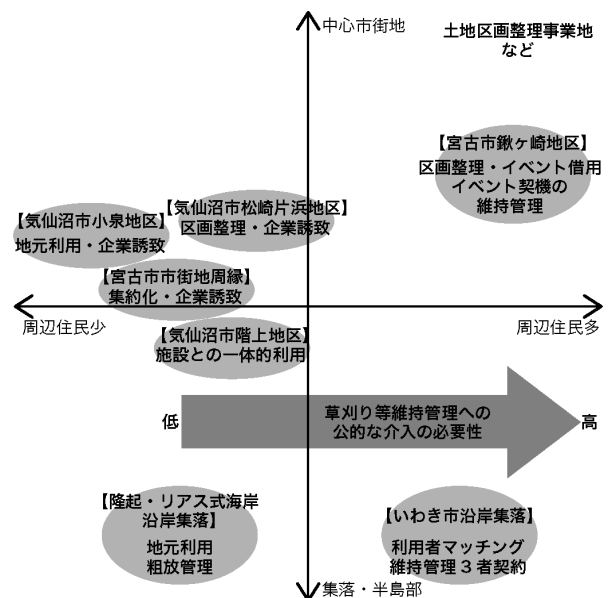 中心市街地
土地区画整理事業地
など
【宮古市鍬ヶ崎地区】
区画整理・イベント借用
イベント契機の
維持管理
【気仙沼市松崎片浜地区】
区画整理・企業誘致
【気仙沼市小泉地区】
地元利用・企業誘致
【宮古市市街地周縁】
集約化・企業誘致
周辺住民少
周辺住民多
【気仙沼市階上地区】
施設との一体的利用
低
草刈り等維持管理への
公的な介入の必要性
高
【隆起・リアス式海岸
沿岸集落】
地元利用
粗放管理
【いわき市沿岸集落】
利用者マッチング
維持管理3者契約
集落・半島部